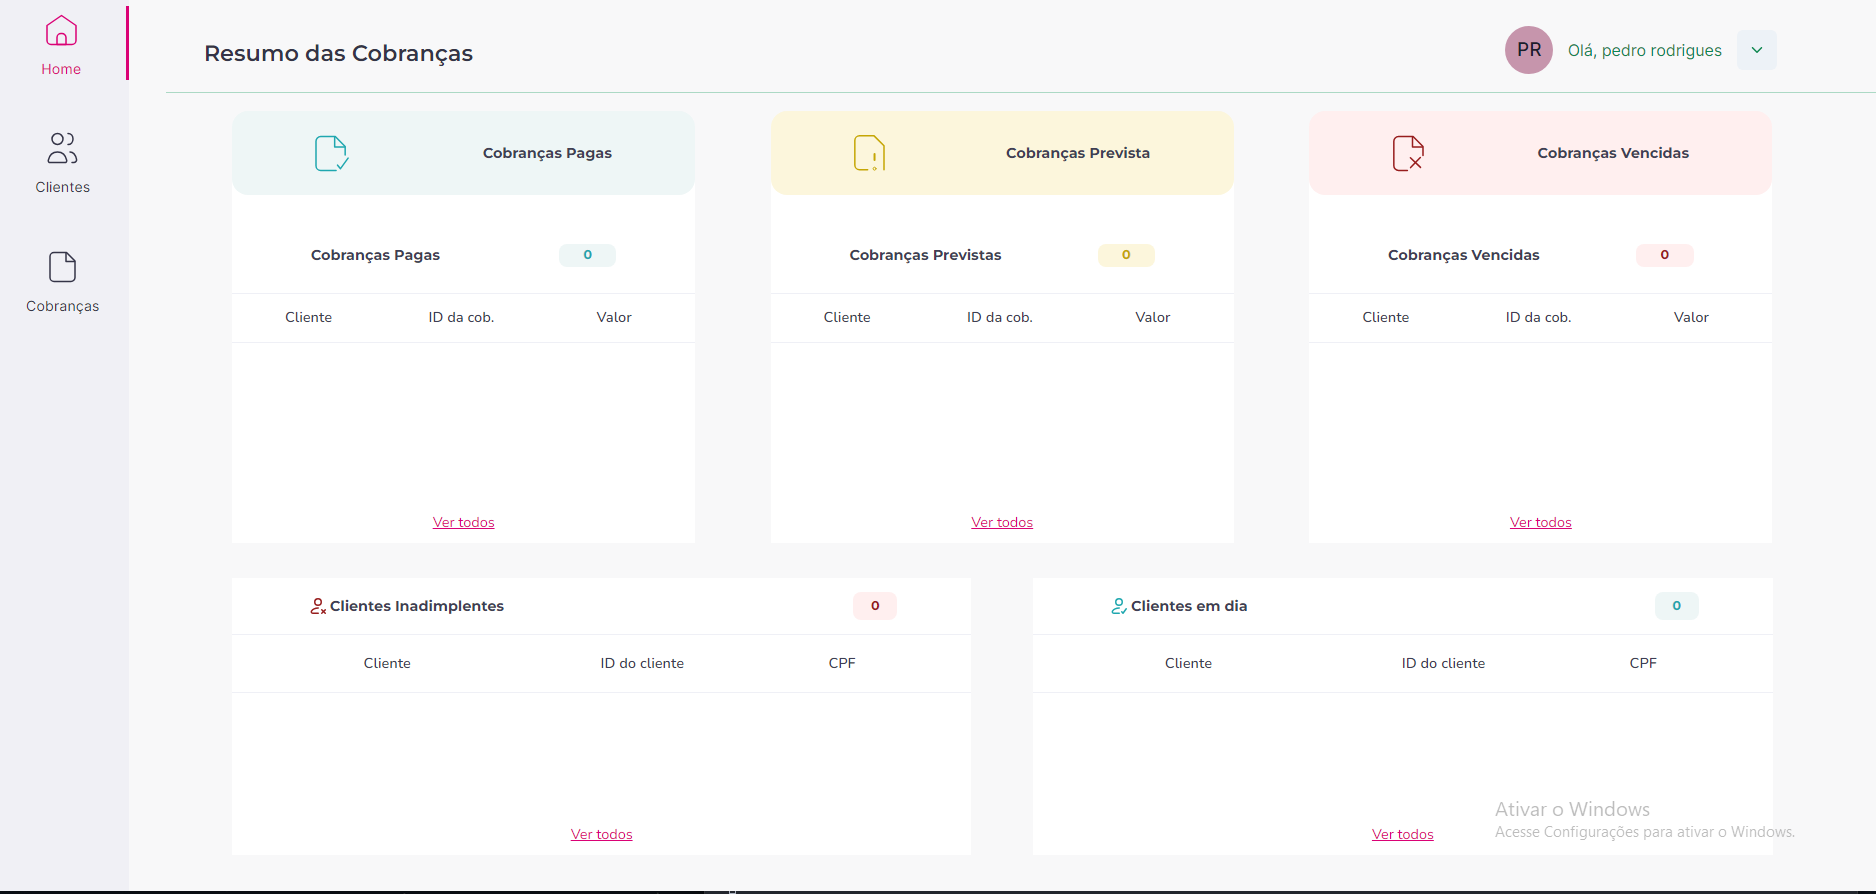 Home
Clientes
Cobranças
Resumo das Cobranças
PR
Olá, pedro rodrigues
Cobranças Pagas
Cobranças Prevista
Cobranças Vencidas
Cobranças Pagas 0
Cliente ID da cob. Valor
Ver todos
Cobranças Previstas 0
Cliente ID da cob. Valor
Ver todos
Cobranças Vencidas 0
Cliente ID da cob. Valor
Ver todos
Clientes Inadimplentes 0
Cliente ID do cliente CPF
Ver todos
Clientes em dia 0
Cliente ID do cliente CPF
Ver todos
Ativar o Windows
Acesse Configurações para ativar o Windows.